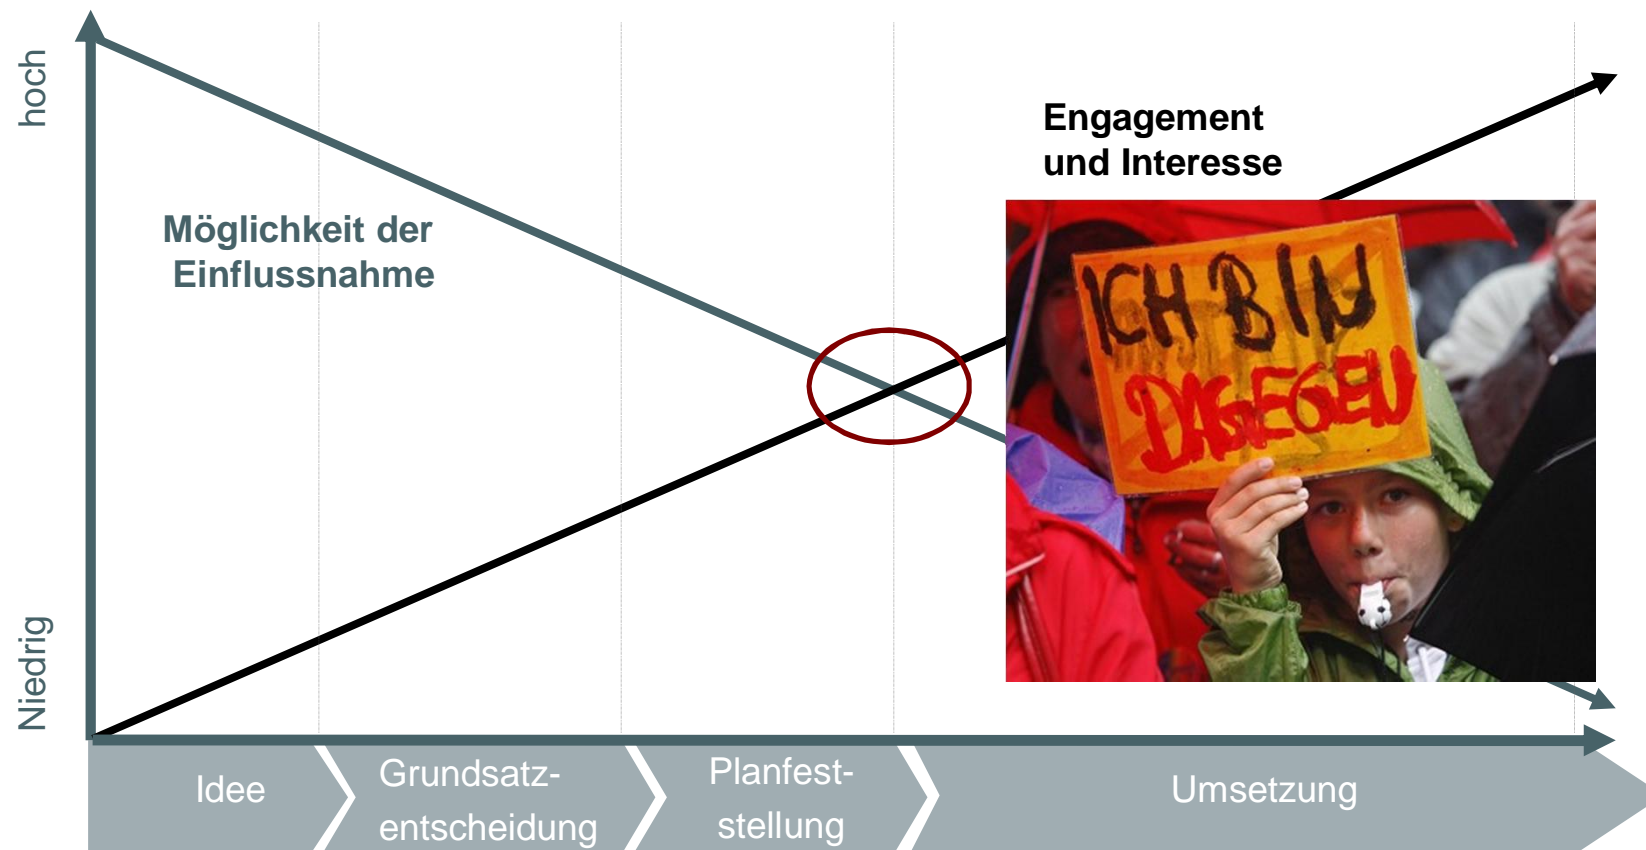 hoch
Engagement
und Interesse
Möglichkeit der
Einflussnahme
ICH BIN
DAGEGEN
Niedrig
Idee
Grundsatz-
entscheidung
Planfest-
stellung
Umsetzung